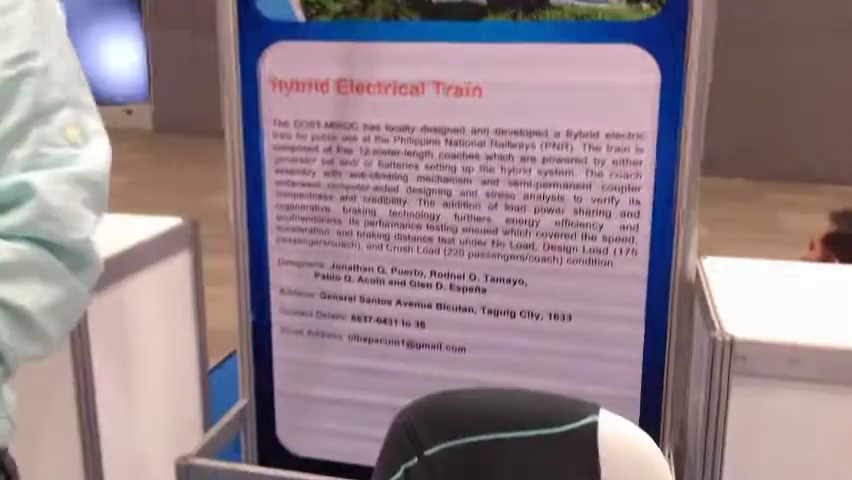 Hybrid Electrical Train
The DOST-MIRDC has locally designed and developed a hybrid electric
train for public use at the Philippine National Railways (PNR). The train is
composed of five 12-meter-length coaches which are powered by either
generator set and/ or batteries setting up the hybrid system. The coach
assembly with anti-climbing mechanism and semi-permanent coupler
underwent computer-aided designing and stress analysis to verify its
compactness and credibility. The addition of load power sharing and
regenerative braking technology furthers energy efficiency and
ecofriendliness. Its performance testing ensued which covered the speed,
acceleration, and braking distance test under No Load, Design Load (175
passengers/coach), and Crush Load (220 passengers/coach) condition.
Designers: Jonathan Q. Puerto, Rodnel O. Tamayo,
Pablo Q. Acuin and Glen D. España
Address: General Santos Avenue Bicutan, Taguig City, 1633
Contact Details: 8837-0431 to 38
Email Address: